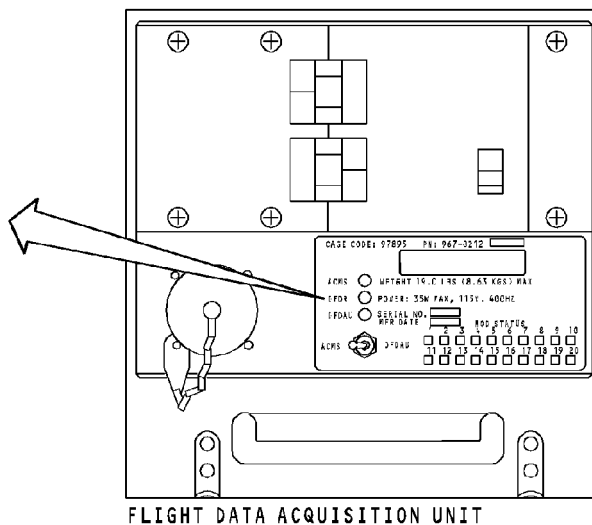 CAGE CODE: 97895 PN: 967-0212
ACMS WEIGHT 19.0 LBS (8.63 KGS) MAX
DFDR POWER: 35W MAX, 115V, 400HZ
DFDAU SERIAL NO.
MFR DATE MOD STATUS
1 2 3 4 5 6 7 8 9 10
ACMS DFDAU
11 12 13 14 15 16 17 18 19 20
FLIGHT DATA ACQUISITION UNIT